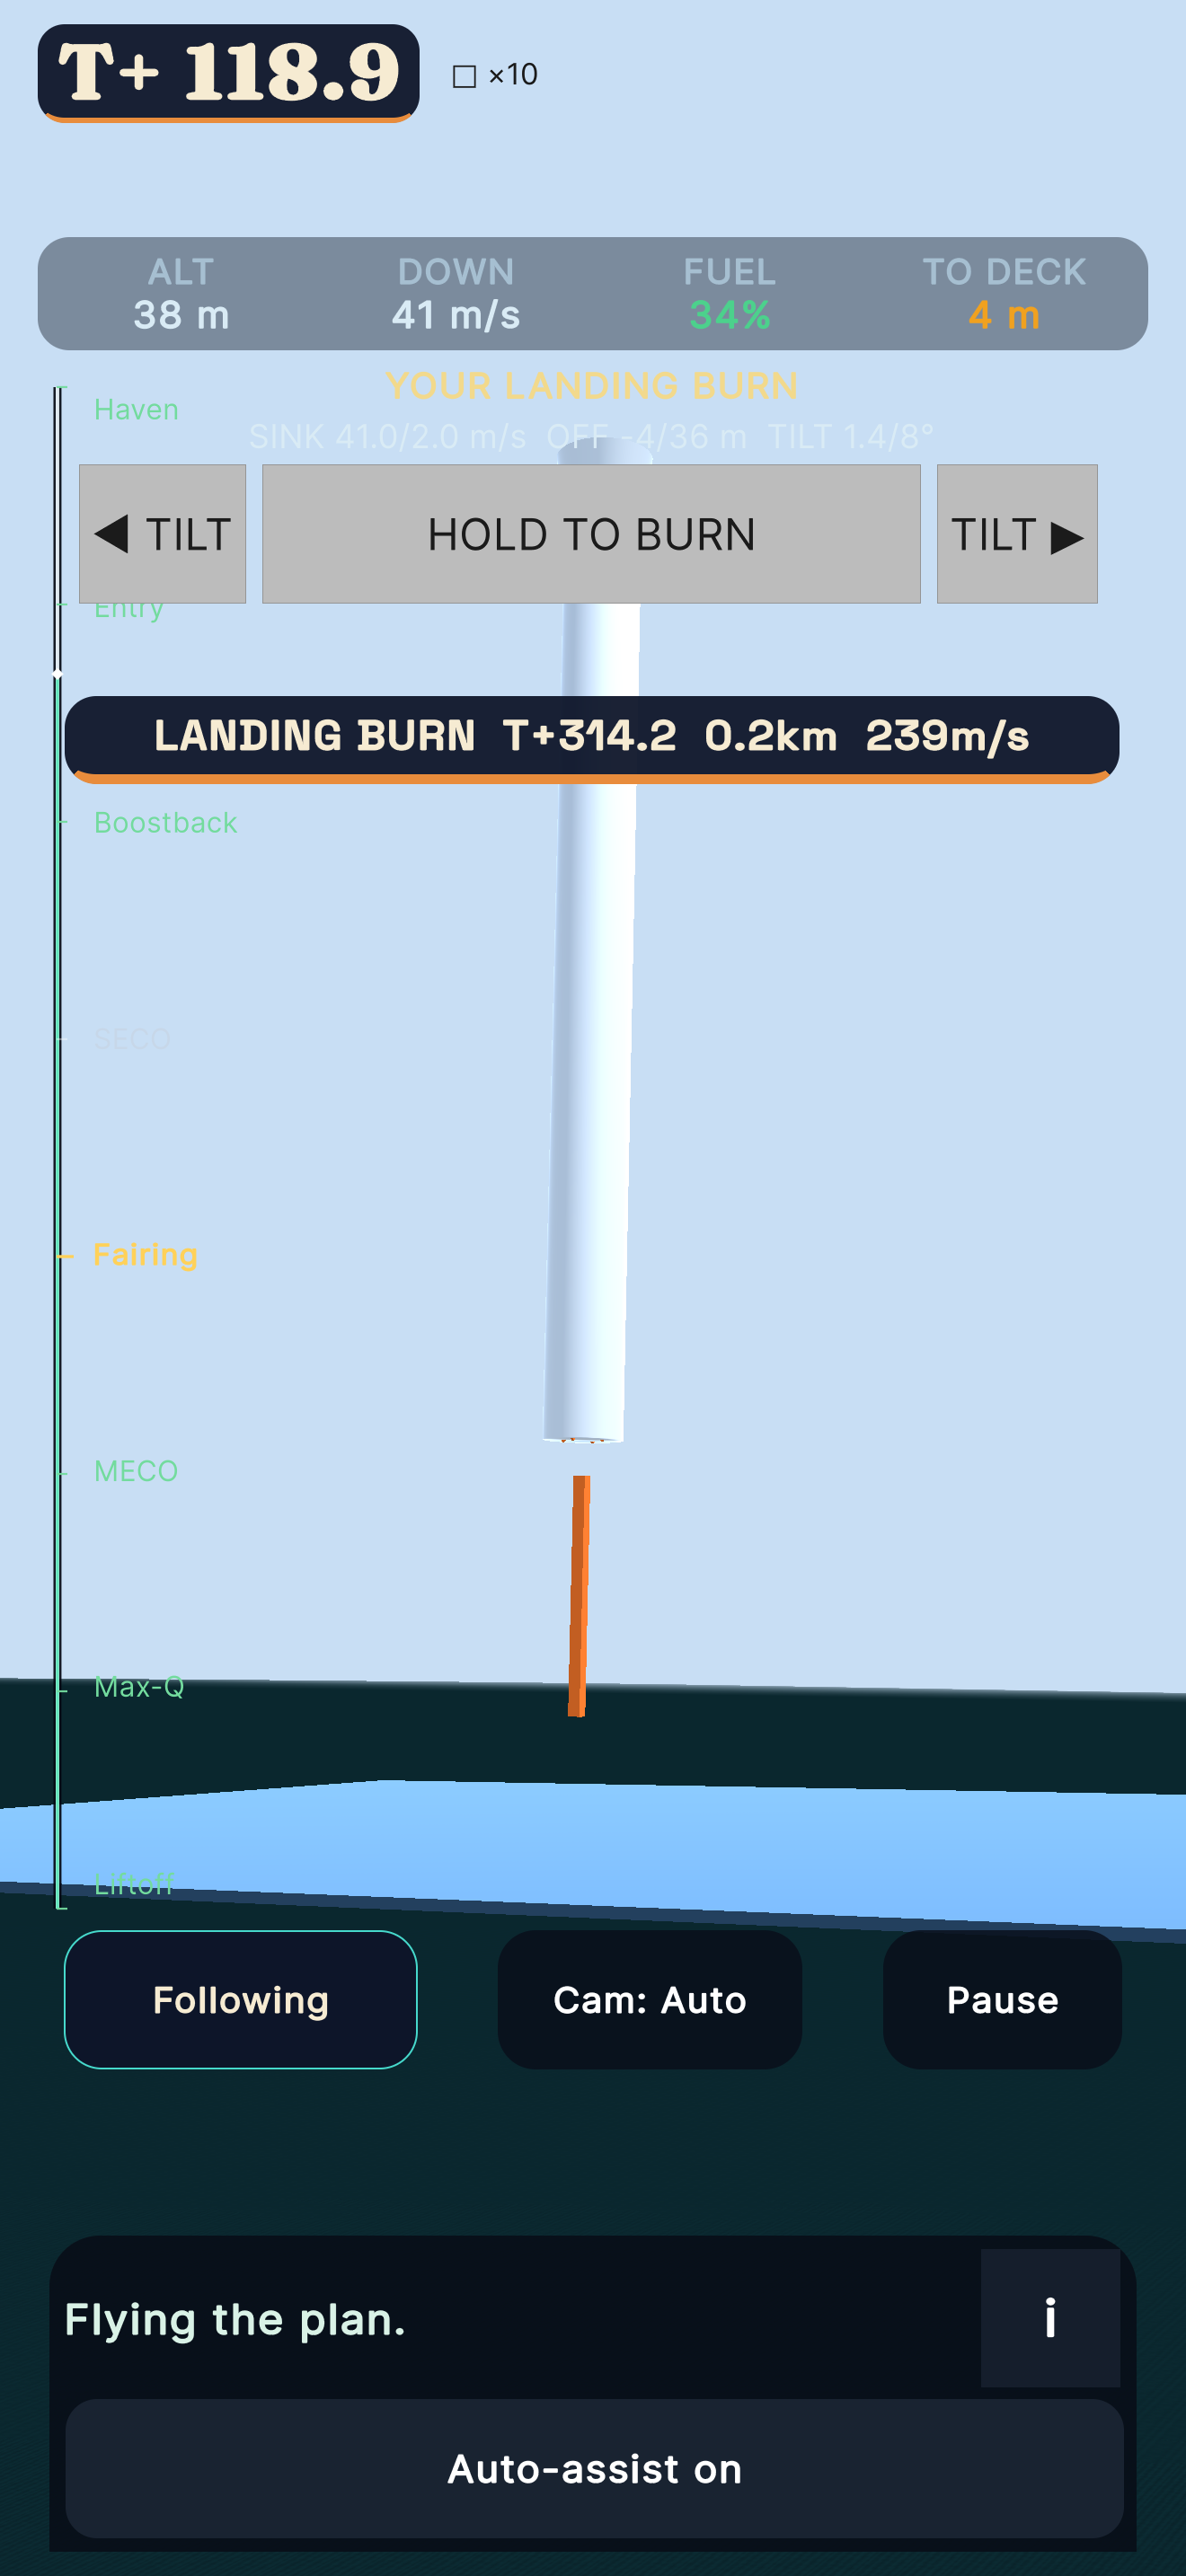 T+ 118.9
□ ×10
ALT DOWN FUEL TO DECK
38 m 41 m/s 34% 4 m
YOUR LANDING BURN
Haven
SINK 41.0/2.0 m/s OFF -4/36 m TILT 1.4/8°
◀ TILT HOLD TO BURN TILT ▶
Entry
LANDING BURN T+314.2 0.2km 239m/s
Boostback
SECO
Fairing
MECO
Max-Q
Liftoff
Following Cam: Auto Pause
Flying the plan. i
Auto-assist on